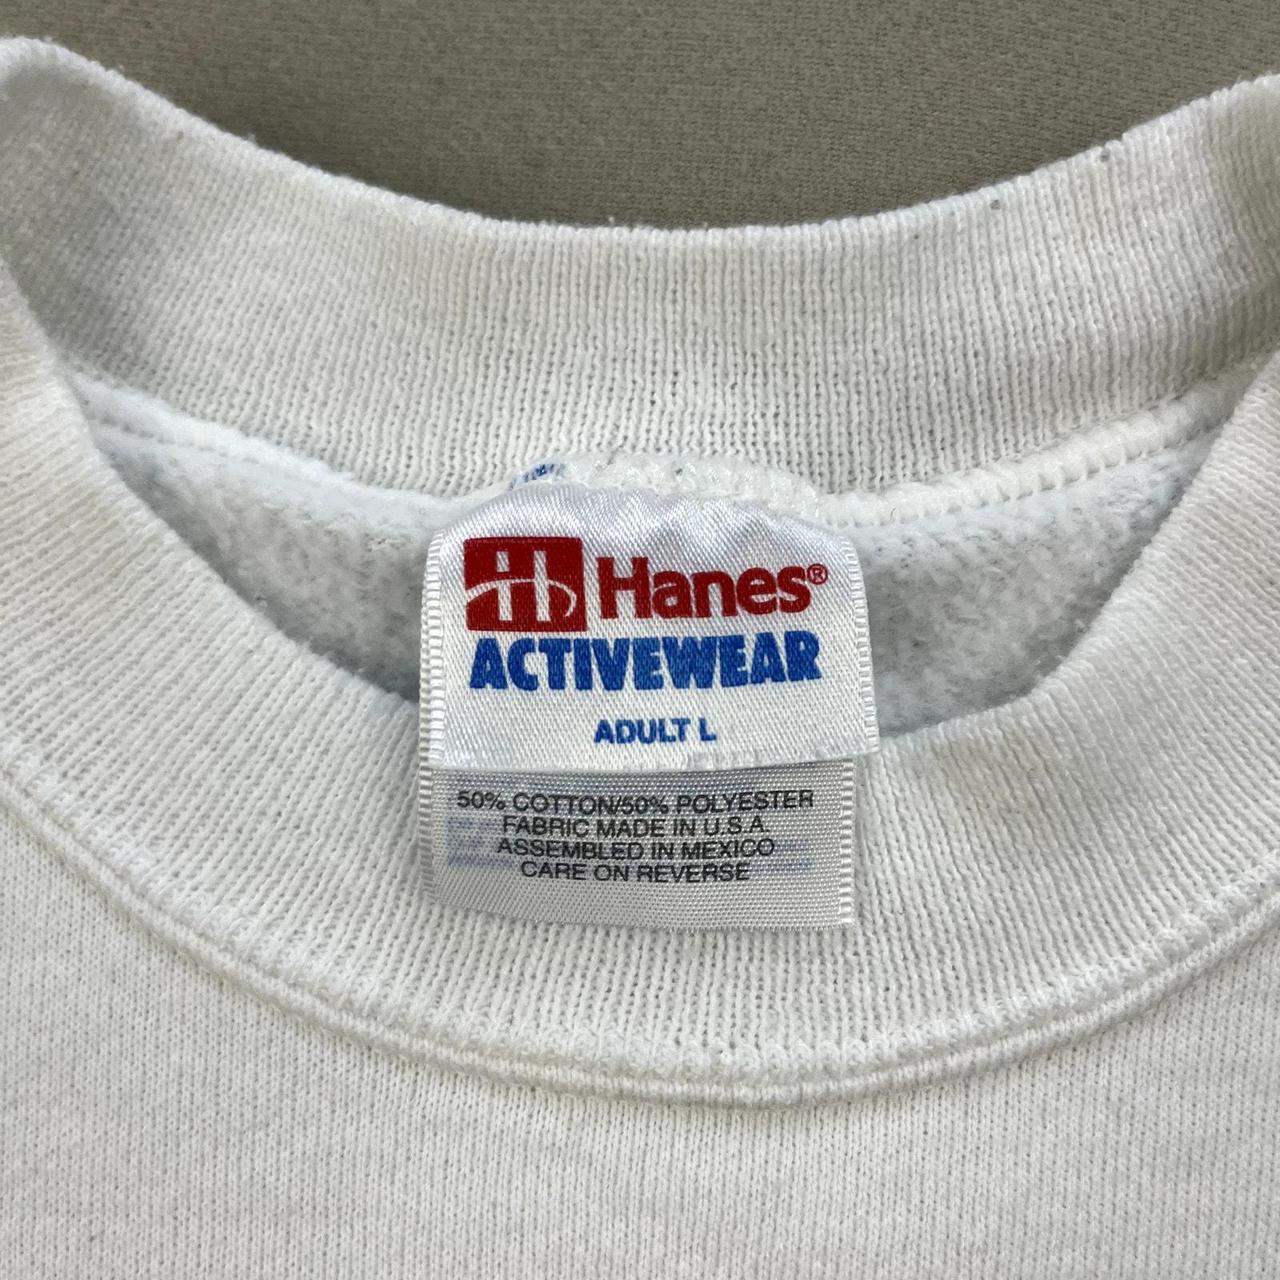 Hanes®
ACTIVEWEAR
ADULT L
50% COTTON/50% POLYESTER
FABRIC MADE IN U.S.A.
ASSEMBLED IN MEXICO
CARE ON REVERSE